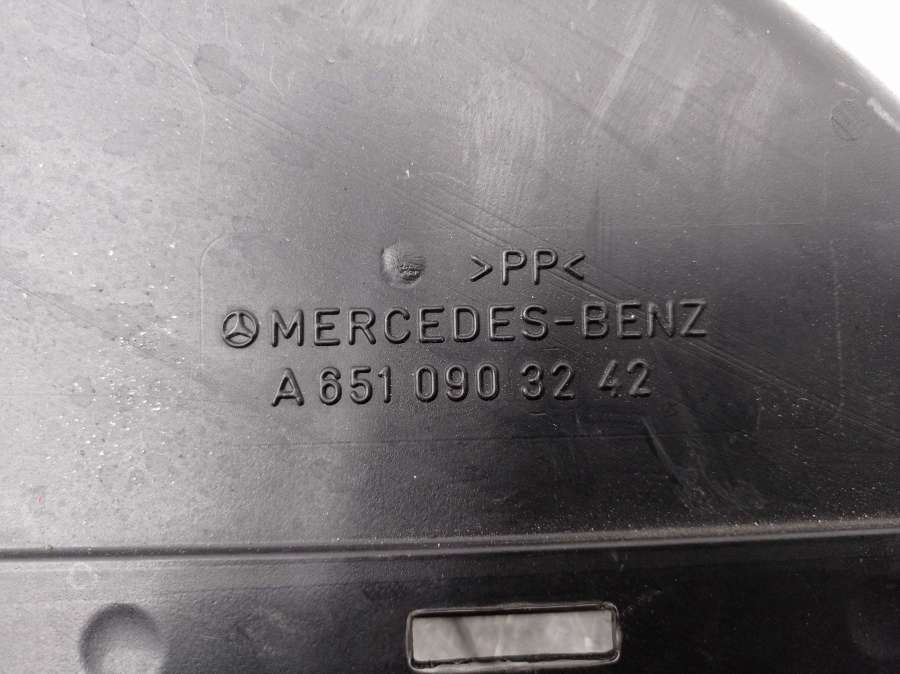 >PP<
MERCEDES-BENZ
A 651 090 32 42